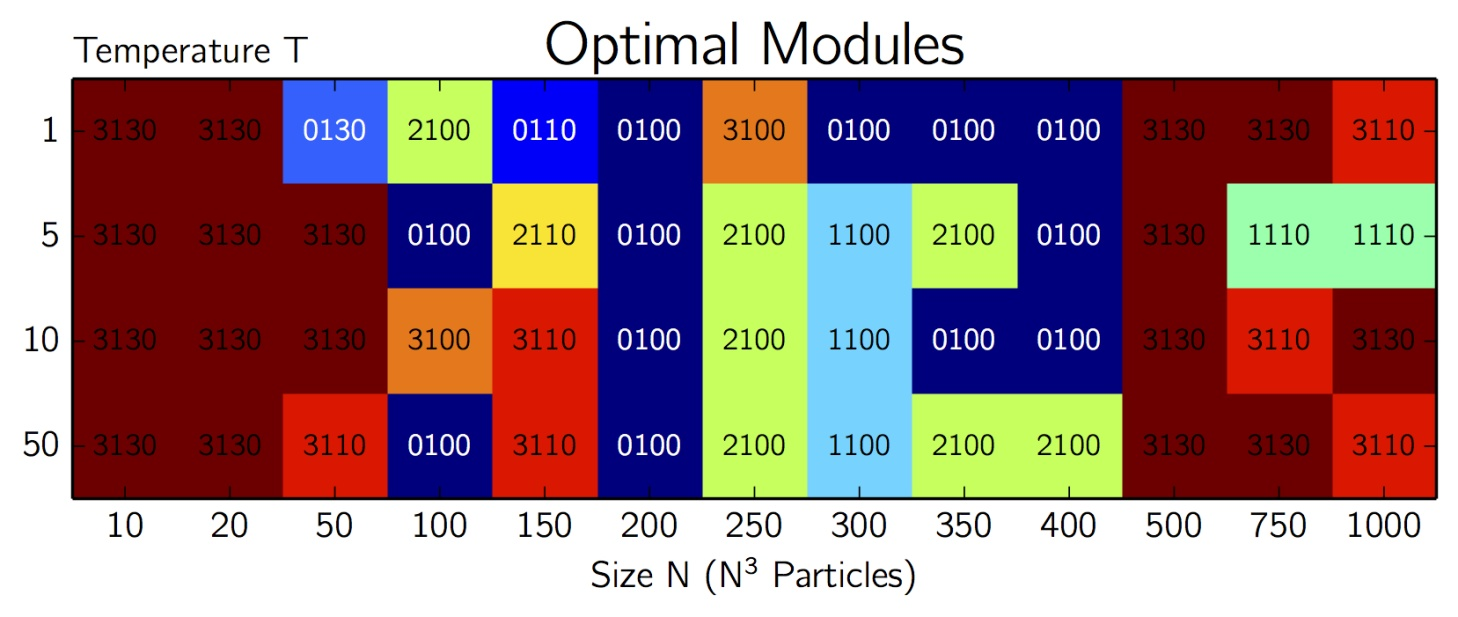 Temperature T
Optimal Modules
1 3130 3130 0130 2100 0110 0100 3100 0100 0100 0100 3130 3130 3110
5 3130 3130 3130 0100 2110 0100 2100 1100 2100 0100 3130 1110 1110
10 3130 3130 3130 3100 3110 0100 2100 1100 0100 0100 3130 3110 3130
50 3130 3130 3110 0100 3110 0100 2100 1100 2100 2100 3130 3130 3110
10 20 50 100 150 200 250 300 350 400 500 750 1000
Size N (N³ Particles)